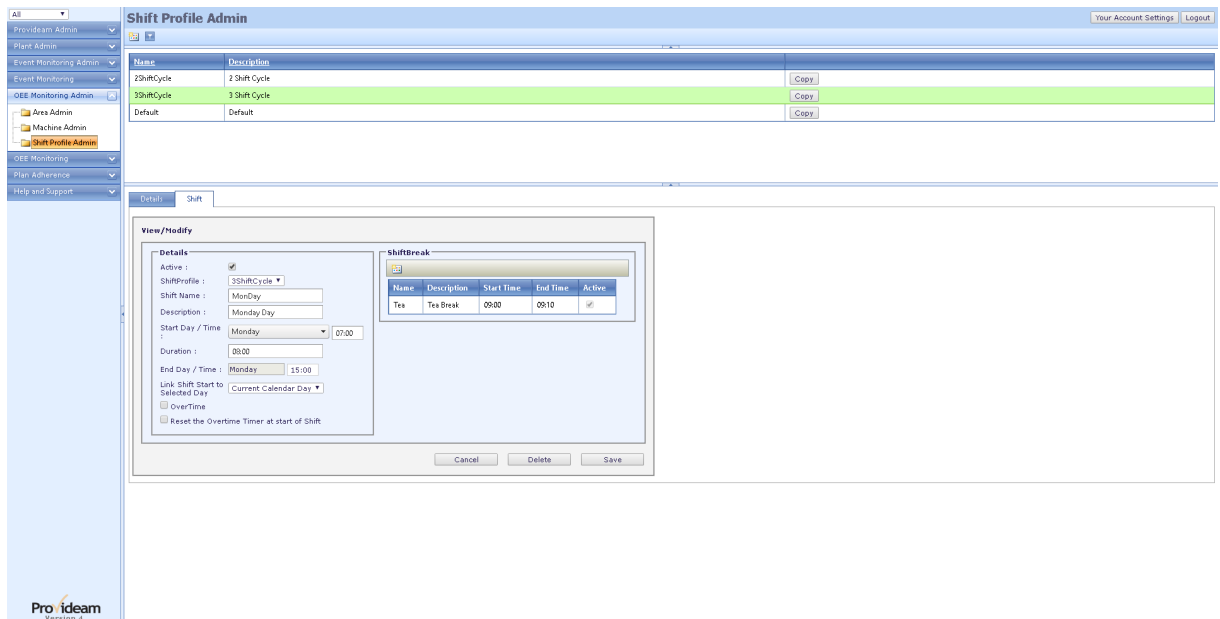 All
Shift Profile Admin
Your Account Settings
Logout
Provideam Admin
Plant Admin
Event Monitoring Admin
Event Monitoring
OEE Monitoring Admin
Area Admin
Machine Admin
Shift Profile Admin
OEE Monitoring
Plan Adherence
Help and Support
Name Description
2ShiftCycle 2 Shift Cycle Copy
3ShiftCycle 3 Shift Cycle Copy
Default Default Copy
Details Shift
View/Modify
Details
Active :
ShiftProfile : 3ShiftCycle
Shift Name : MonDay
Description : Monday Day
Start Day / Time : Monday 07:00
Duration : 08:00
End Day / Time : Monday 15:00
Link Shift Start to
Selected Day
Current Calendar Day
OverTime
Reset the Overtime Timer at start of Shift
ShiftBreak
Name Description Start Time End Time Active
Tea Tea Break 09:00 09:10
Cancel Delete Save
Provideam
Version 4